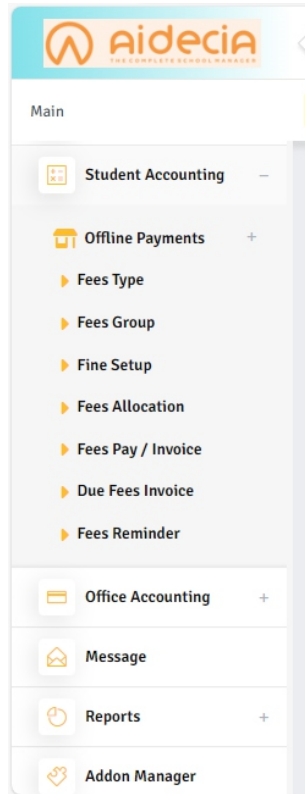 aidecia
THE COMPLETE SCHOOL MANAGER
Main
Student Accounting
Offline Payments
Fees Type
Fees Group
Fine Setup
Fees Allocation
Fees Pay / Invoice
Due Fees Invoice
Fees Reminder
Office Accounting
Message
Reports
Addon Manager